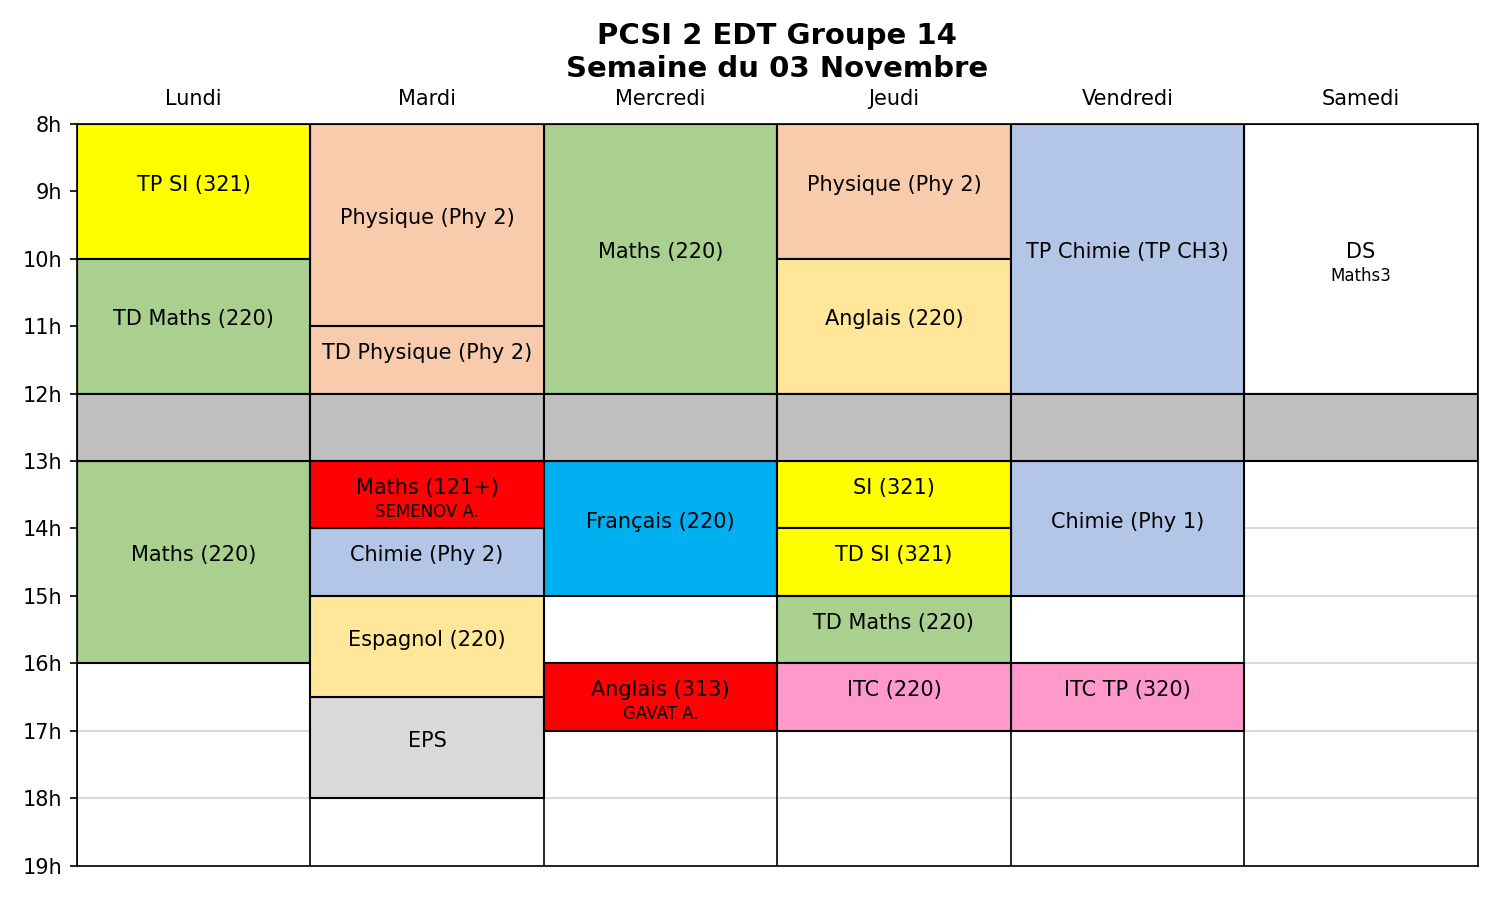 PCSI 2 EDT Groupe 14
Semaine du 03 Novembre
Lundi Mardi Mercredi Jeudi Vendredi Samedi
8h
9h
10h
11h
12h
13h
14h
15h
16h
17h
18h
19h
TP SI (321)
TD Maths (220)
Maths (220)
Physique (Phy 2)
TD Physique (Phy 2)
Maths (121+)
SEMENOV A.
Chimie (Phy 2)
Espagnol (220)
EPS
Maths (220)
Français (220)
Anglais (313)
GAVAT A.
Physique (Phy 2)
Anglais (220)
SI (321)
TD SI (321)
TD Maths (220)
ITC (220)
TP Chimie (TP CH3)
Chimie (Phy 1)
ITC TP (320)
DS
Maths3